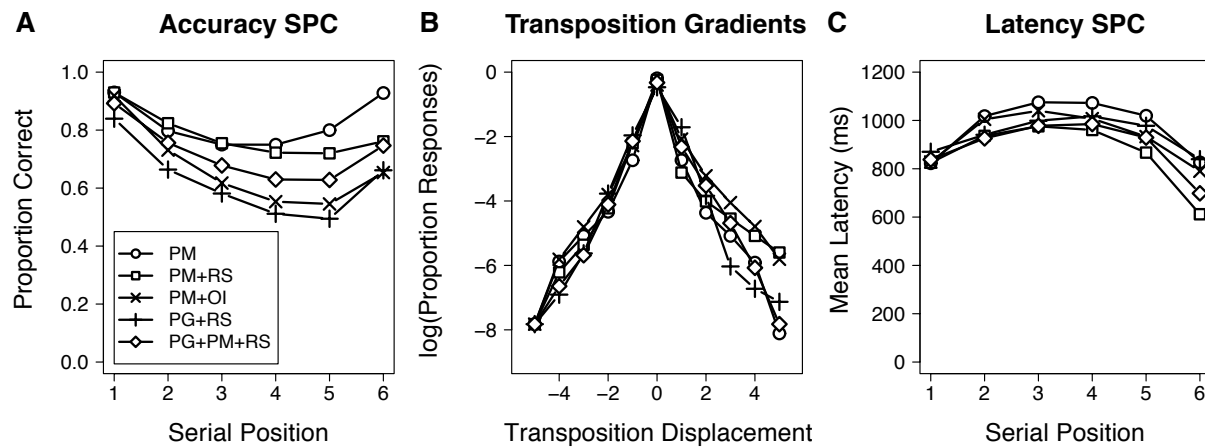 A Accuracy SPC
Proportion Correct
1.0
0.8
0.6
0.4
0.2
0.0
PM
PM+RS
PM+OI
PG+RS
PG+PM+RS
1 2 3 4 5 6
Serial Position
B Transposition Gradients
log(Proportion Responses)
0
−2
−4
−6
−8
−4 −2 0 2 4
Transposition Displacement
C Latency SPC
Mean Latency (ms)
1200
1000
800
600
400
200
0
1 2 3 4 5 6
Serial Position